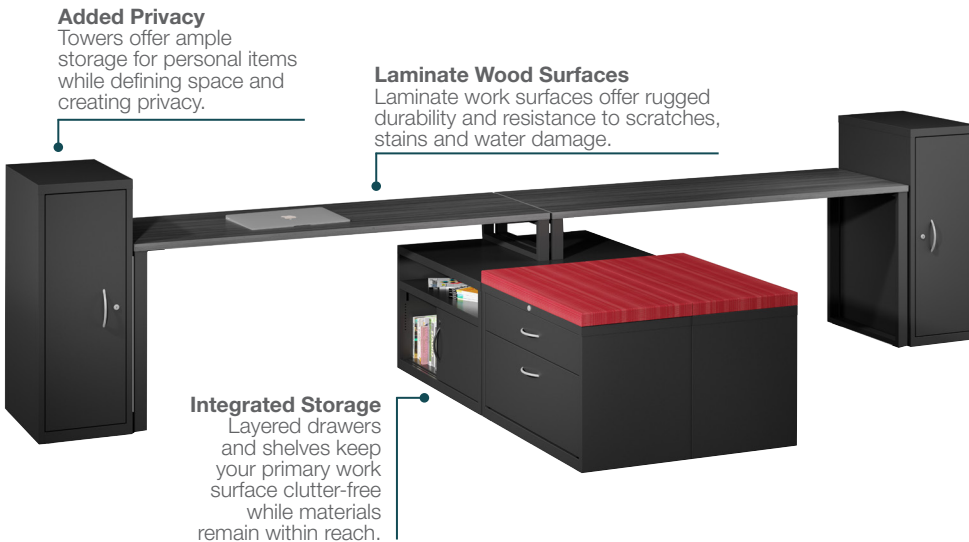 Added Privacy
Towers offer ample
storage for personal items
while defining space and
creating privacy.
Laminate Wood Surfaces
Laminate work surfaces offer rugged
durability and resistance to scratches,
stains and water damage.
Integrated Storage
Layered drawers
and shelves keep
your primary work
surface clutter-free
while materials
remain within reach.